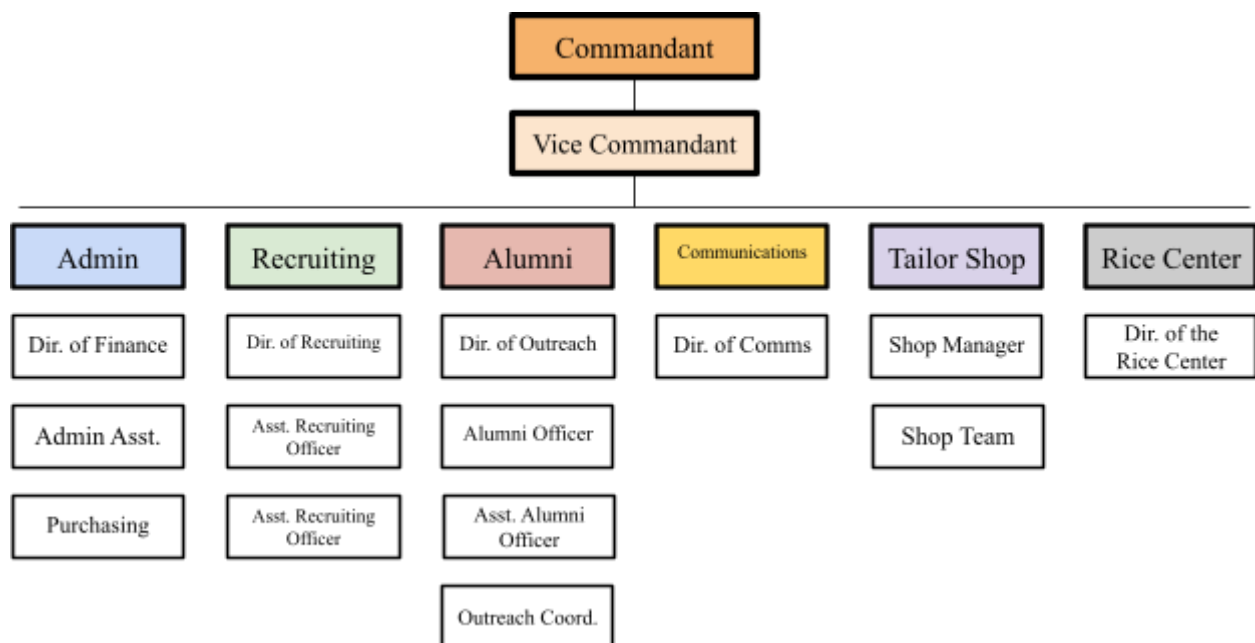 Commandant
Vice Commandant
Admin
Recruiting
Alumni
Communications
Tailor Shop
Rice Center
Dir. of Finance
Dir. of Recruiting
Dir. of Outreach
Dir. of Comms
Shop Manager
Dir. of the
Rice Center
Admin Asst.
Asst. Recruiting
Officer
Alumni Officer
Shop Team
Purchasing
Asst. Recruiting
Officer
Asst. Alumni
Officer
Outreach Coord.